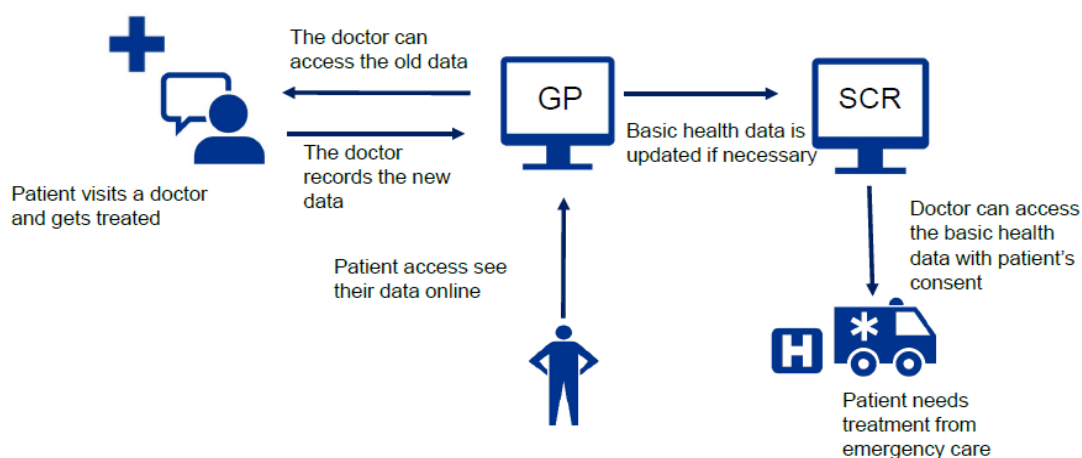 The doctor can
access the old data
GP
SCR
The doctor
records the new
data
Basic health data is
updated if necessary
Patient visits a doctor
and gets treated
Patient access see
their data online
Doctor can access
the basic health
data with patient's
consent
H
Patient needs
treatment from
emergency care